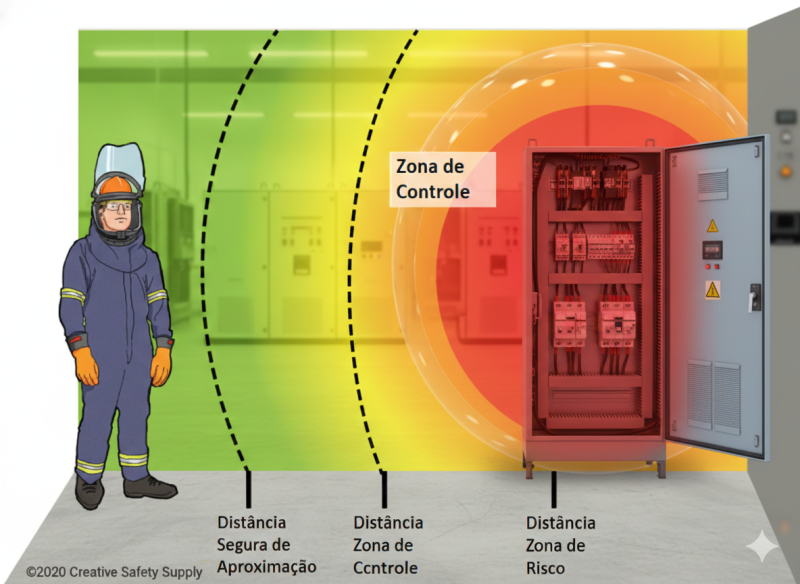 Zona de
Controle
Distância
Segura de
Aproximação
Distância
Zona de
Ccntrole
Distância
Zona de
Risco
©2020 Creative Safety Supply